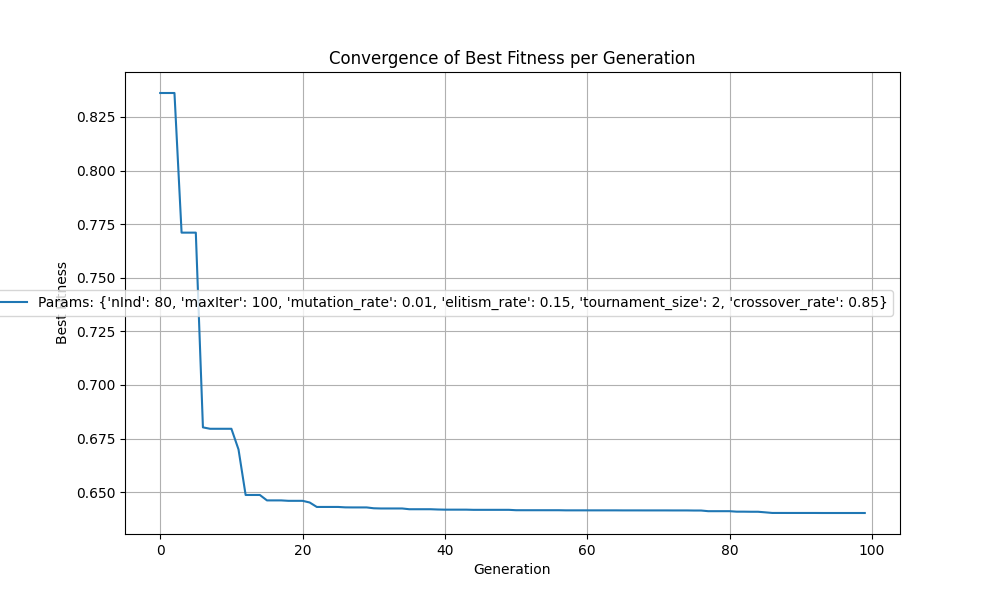 Convergence of Best Fitness per Generation
0.825
0.800
0.775
0.750
0.725
0.700
0.675
0.650
Best Fitness
Params: {'nInd': 80, 'maxIter': 100, 'mutation_rate': 0.01, 'elitism_rate': 0.15, 'tournament_size': 2, 'crossover_rate': 0.85}
0 20 40 60 80 100
Generation